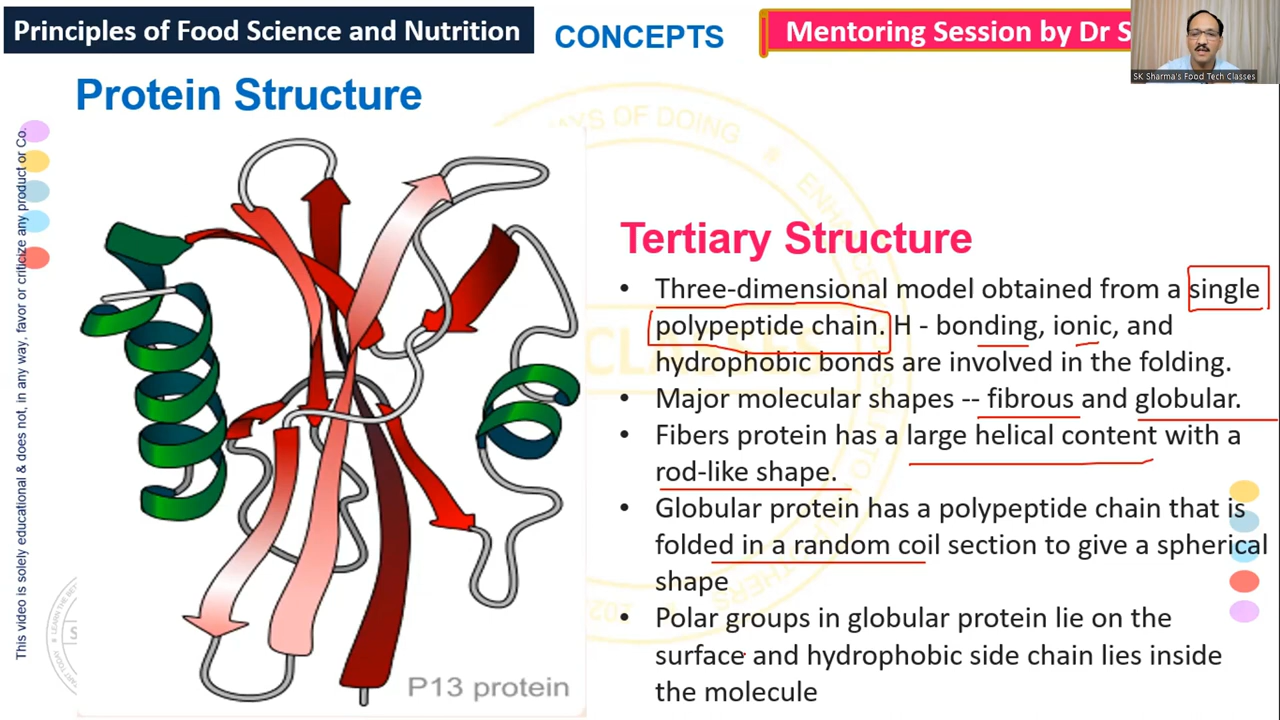 Principles of Food Science and Nutrition
CONCEPTS
Mentoring Session by Dr S
SK Sharma's Food Tech Classes
Protein Structure
This video is solely educational & does not, in any way, favor or criticize any product or Co.
P13 protein
Tertiary Structure
• Three-dimensional model obtained from a single
polypeptide chain. H - bonding, ionic, and
hydrophobic bonds are involved in the folding.
• Major molecular shapes -- fibrous and globular.
• Fibers protein has a large helical content with a
rod-like shape.
• Globular protein has a polypeptide chain that is
folded in a random coil section to give a spherical
shape
• Polar groups in globular protein lie on the
surface and hydrophobic side chain lies inside
the molecule
WAYS OF DOING
CLASSES